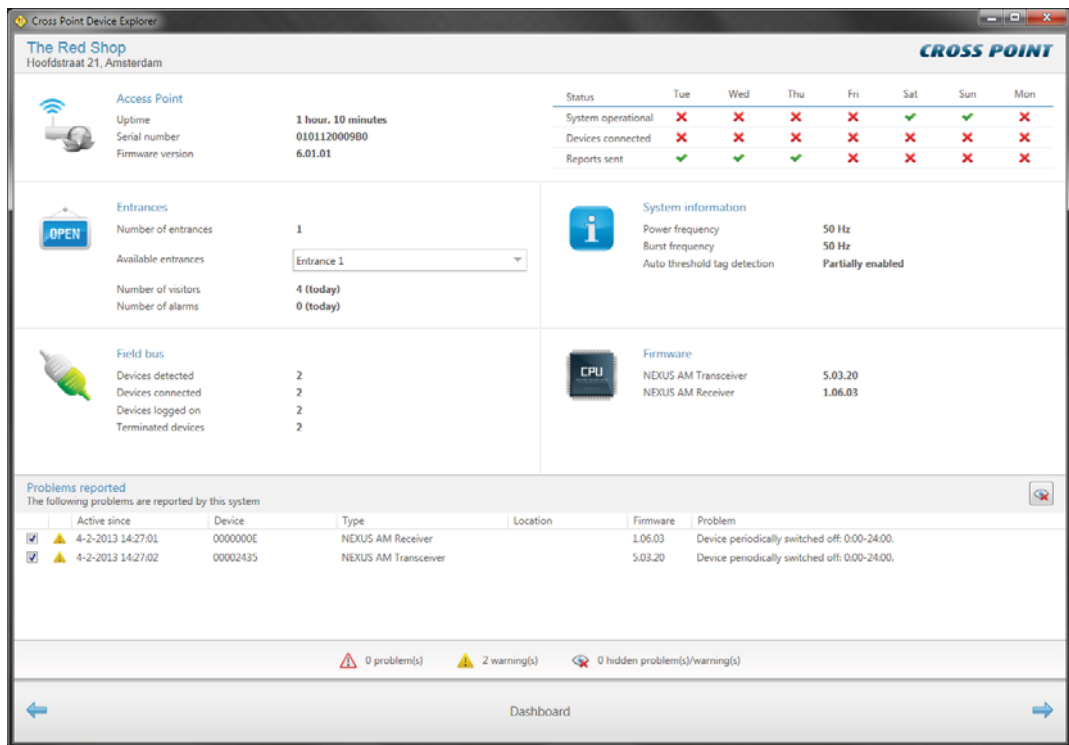 Cross Point Device Explorer
The Red Shop
Hoofdstraat 21, Amsterdam
CROSS POINT
Access Point
Uptime 1 hour, 10 minutes
Serial number 0101120009B0
Firmware version 6.01.01
Status Tue Wed Thu Fri Sat Sun Mon
System operational
Devices connected
Reports sent
OPEN
Entrances
Number of entrances 1
Available entrances Entrance 1
Number of visitors 4 (today)
Number of alarms 0 (today)
System information
Power frequency 50 Hz
Burst frequency 50 Hz
Auto threshold tag detection Partially enabled
Field bus
Devices detected 2
Devices connected 2
Devices logged on 2
Terminated devices 2
CPU
Firmware
NEXUS AM Transceiver 5.03.20
NEXUS AM Receiver 1.06.03
Problems reported
The following problems are reported by this system
Active since Device Type Location Firmware Problem
4-2-2013 14:27:01 0000000E NEXUS AM Receiver 1.06.03 Device periodically switched off: 0:00-24:00.
4-2-2013 14:27:02 00002435 NEXUS AM Transceiver 5.03.20 Device periodically switched off: 0:00-24:00.
0 problem(s) 2 warning(s) 0 hidden problem(s)/warning(s)
Dashboard